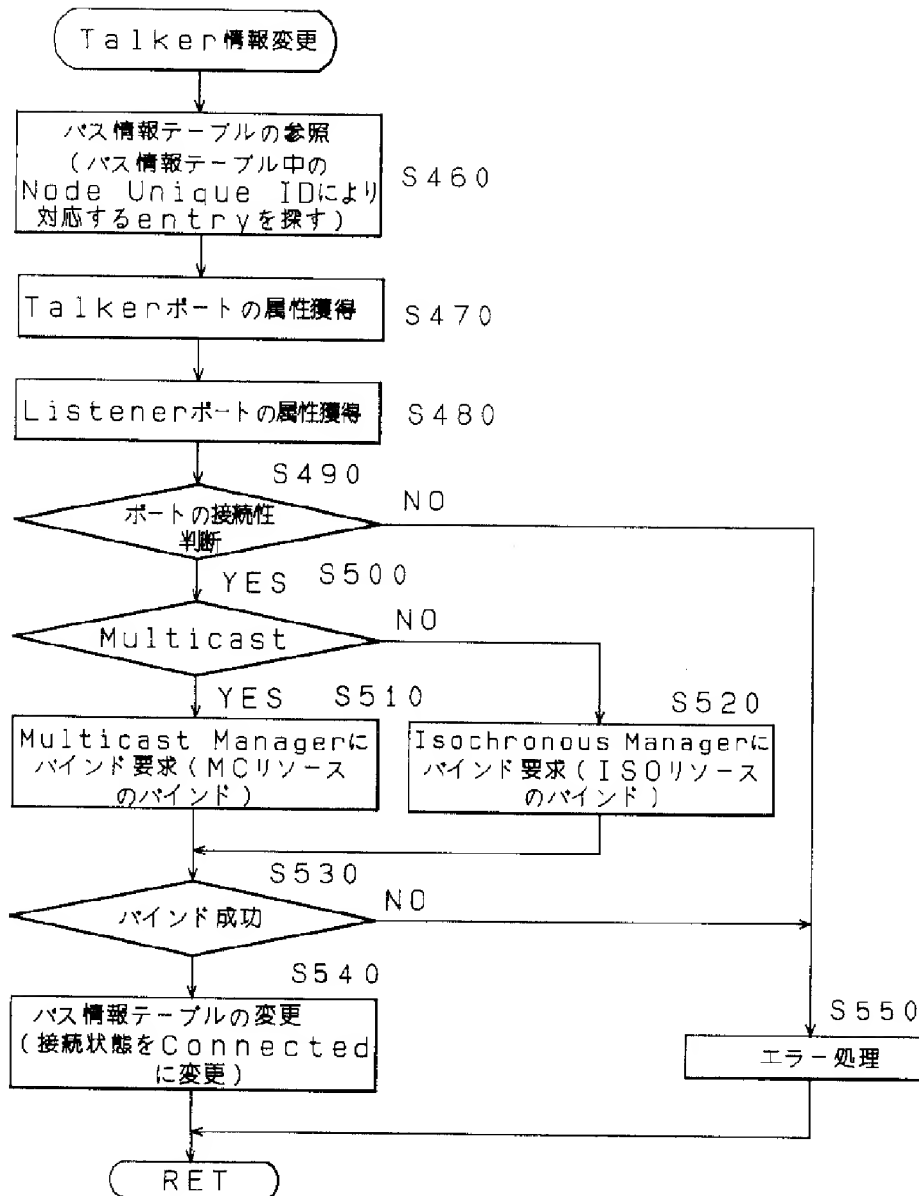 Talker情報変更
パス情報テーブルの参照
(パス情報テーブル中の
Node Unique IDにより
対応するentryを探す)
S460
Talkerポートの属性獲得
S470
Listenerポートの属性獲得
S480
S490
ポートの接続性
判断
NO
YES
S500
Multicast
NO
YES
S510
Multicast Managerに
バインド要求(MCリソース
のバインド)
S520
Isochronous Managerに
バインド要求(ISOリソース
のバインド)
S530
バインド成功
NO
S540
パス情報テーブルの変更
(接続状態をConnected
に変更)
S550
エラー処理
RET